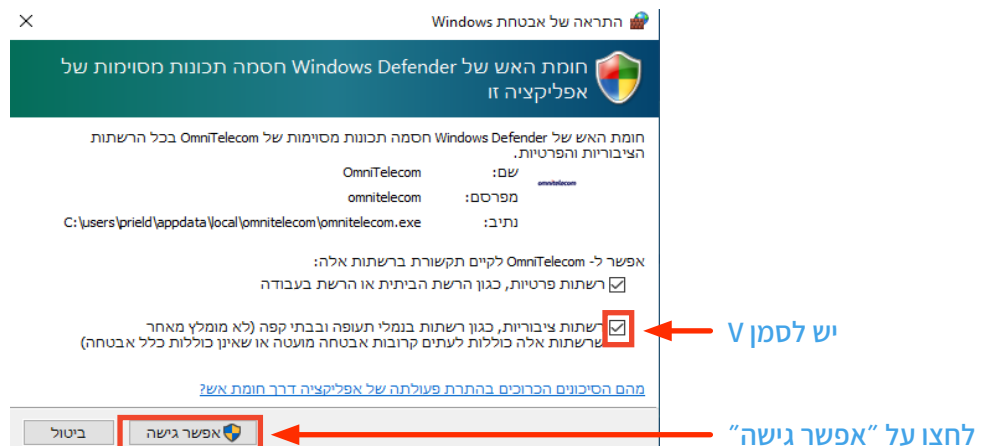 התראה של אבטחת Windows
חומת האש של Windows Defender חסמה תכונות מסוימות של
אפליקציה זו
חומת האש של Windows Defender חסמה תכונות מסוימות של OmniTelecom בכל הרשתות
הציבוריות והפרטיות.
omnitelecom
שם: OmniTelecom
מפרסם: omnitelecom
נתיב: C:\users\prield\appdata\local\omnitelecom\omnitelecom.exe
אפשר ל- OmniTelecom לקיים תקשורת ברשתות אלה:
רשתות פרטיות, כגון הרשת הביתית או הרשת בעבודה
רשתות ציבוריות, כגון רשתות בנמלי תעופה ובבתי קפה (לא מומלץ מאחר
שרשתות אלה כוללות לעתים קרובות אבטחה מועטה או שאינן כוללות כלל אבטחה)
יש לסמן V
מהם הסיכונים הכרוכים בהתרת פעולתה של אפליקציה דרך חומת אש?
אפשר גישה
ביטול
לחצו על ״אפשר גישה״